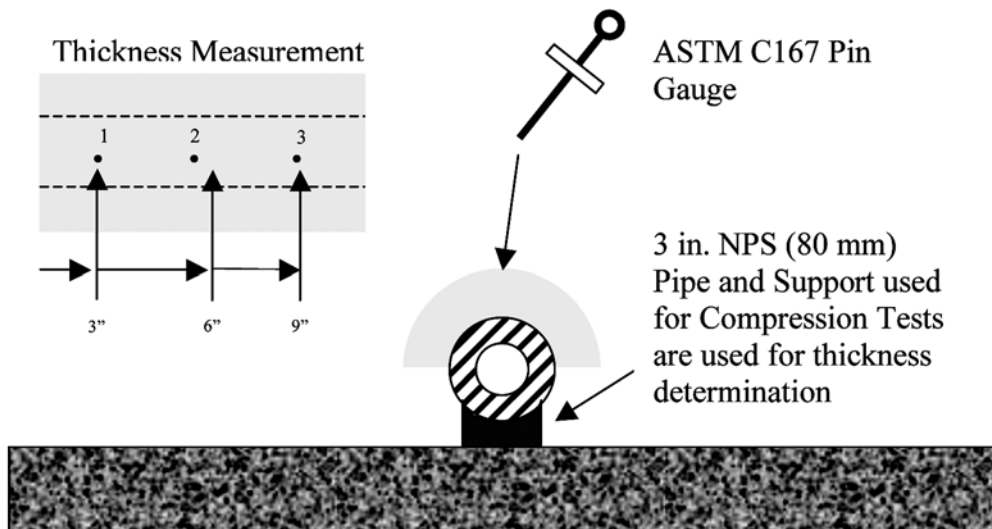 Thickness Measurement
1 2 3
3” 6” 9”
ASTM C167 Pin
Gauge
3 in. NPS (80 mm)
Pipe and Support used
for Compression Tests
are used for thickness
determination